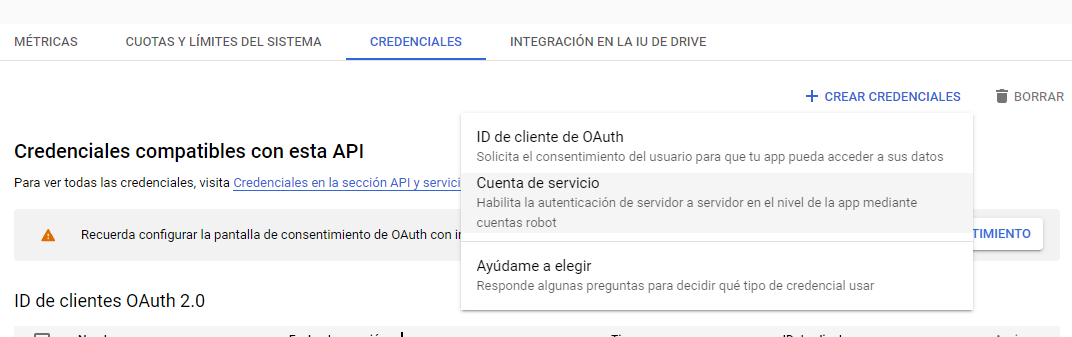 MÉTRICAS CUOTAS Y LÍMITES DEL SISTEMA CREDENCIALES INTEGRACIÓN EN LA IU DE DRIVE
CREAR CREDENCIALES BORRAR
ID de cliente de OAuth
Solicita el consentimiento del usuario para que tu app pueda acceder a sus datos
Cuenta de servicio
Habilita la autenticación de servidor a servidor en el nivel de la app mediante
cuentas robot
Ayúdame a elegir
Responde algunas preguntas para decidir qué tipo de credencial usar
Credenciales compatibles con esta API
Para ver todas las credenciales, visita Credenciales en la sección API y servici
Recuerda configurar la pantalla de consentimiento de OAuth con in
TIMIENTO
ID de clientes OAuth 2.0